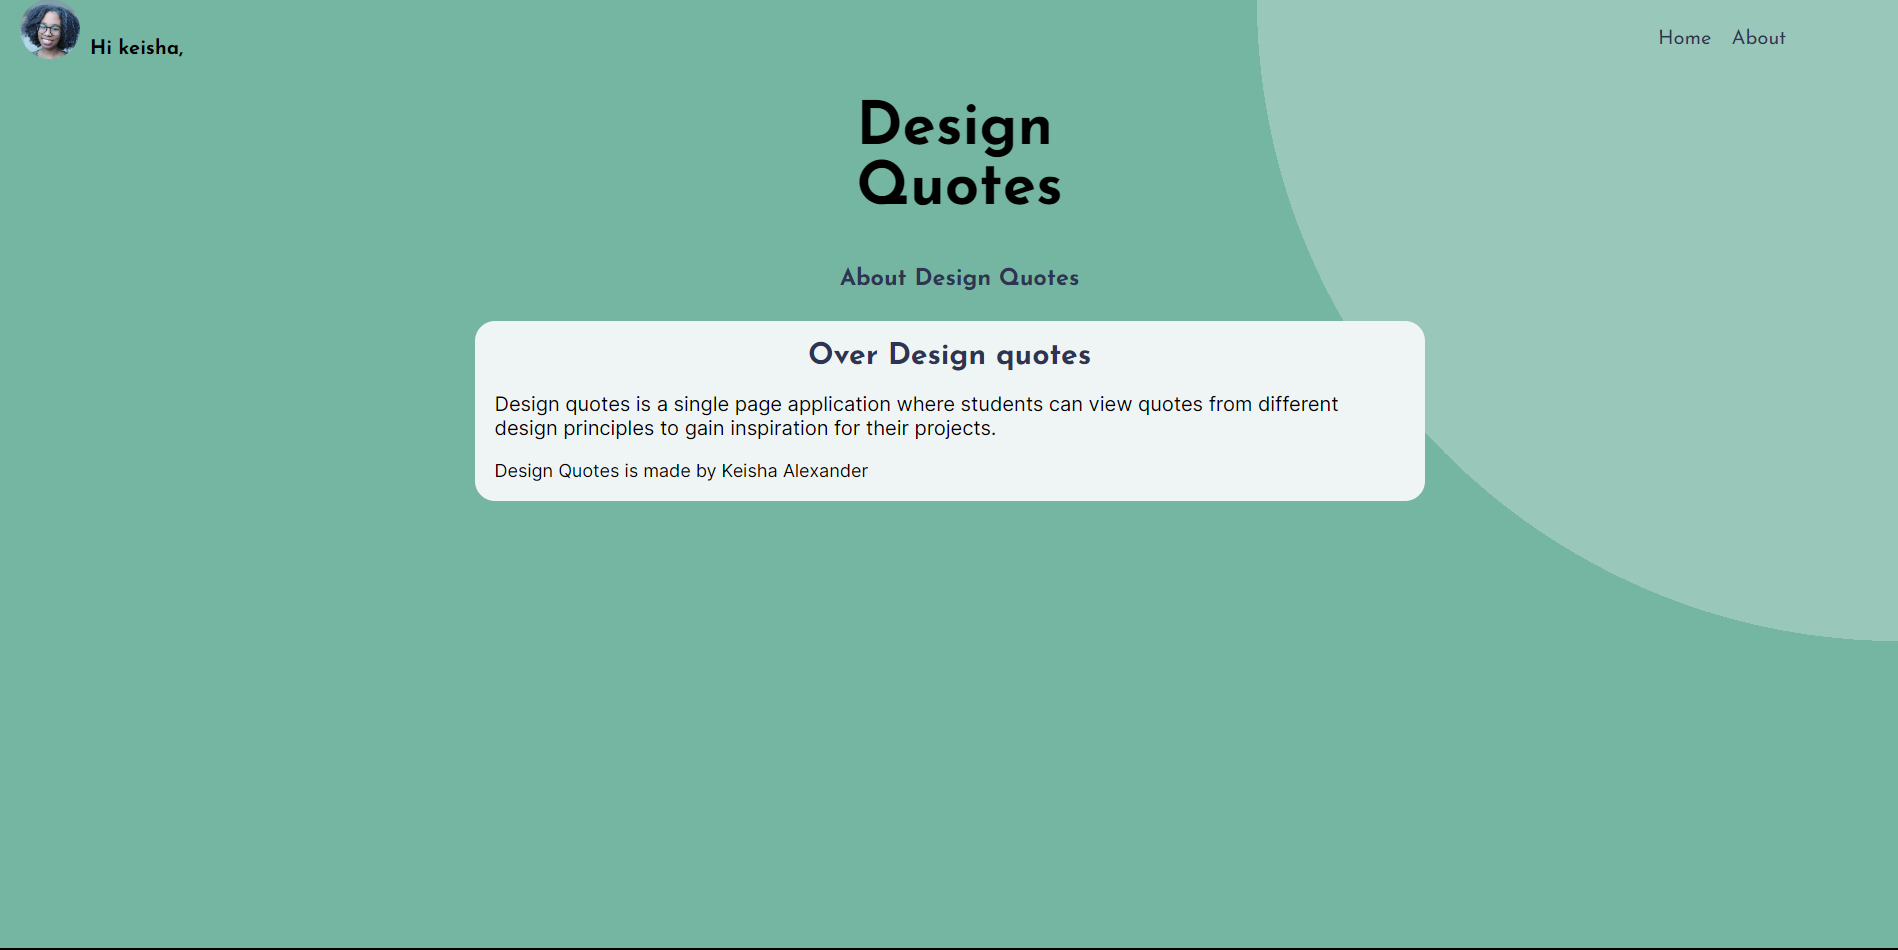 Hi keisha,
Home About
Design
Quotes
About Design Quotes
Over Design quotes
Design quotes is a single page application where students can view quotes from different
design principles to gain inspiration for their projects.
Design Quotes is made by Keisha Alexander